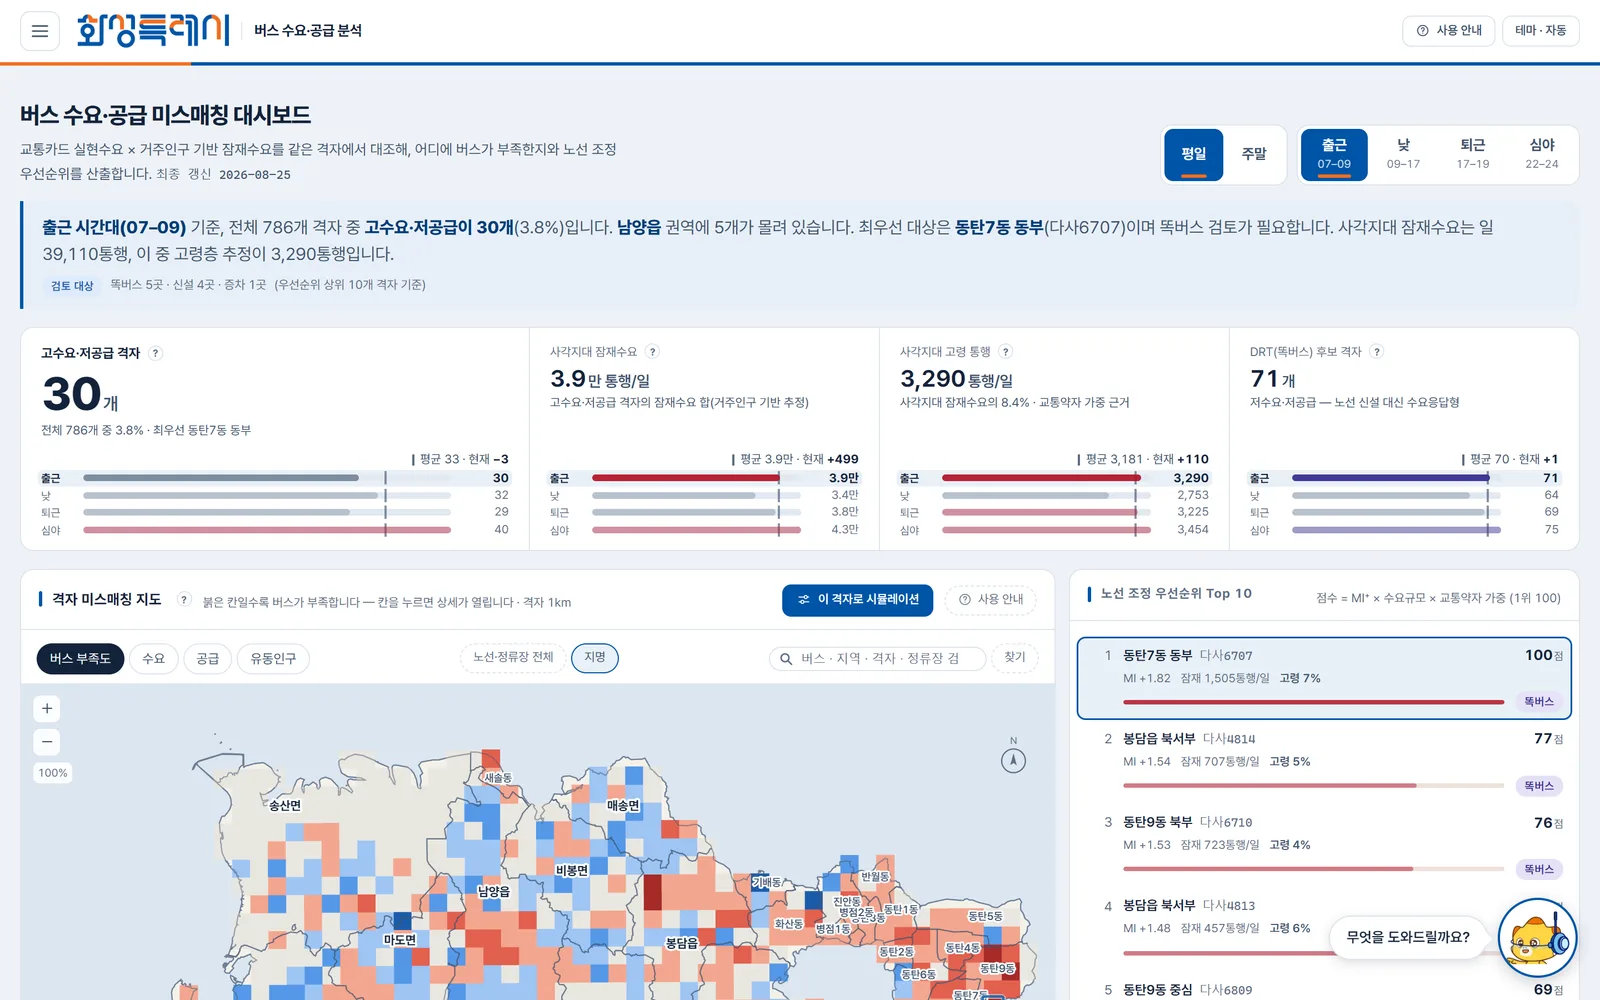 화성특례시
버스 수요·공급 분석
사용 안내
테마 · 자동
버스 수요·공급 미스매칭 대시보드
교통카드 실현수요 × 거주인구 기반 잠재수요를 같은 격자에서 대조해, 어디에 버스가 부족한지와 노선 조정
우선순위를 산출합니다. 최종 갱신 2026-08-25
평일
주말
출근
07–09
낮
09–17
퇴근
17–19
심야
22–24
출근 시간대(07–09) 기준, 전체 786개 격자 중 고수요·저공급이 30개(3.8%)입니다. 남양읍 권역에 5개가 몰려 있습니다. 최우선 대상은 동탄7동 동부(다사6707)이며 똑버스 검토가 필요합니다. 사각지대 잠재수요는 일
39,110통행, 이 중 고령층 추정이 3,290통행입니다.
검토 대상 똑버스 5곳 · 신설 4곳 · 증차 1곳 (우선순위 상위 10개 격자 기준)
고수요·저공급 격자 ?
30개
전체 786개 중 3.8% · 최우선 동탄7동 동부
평균 33 · 현재 −3
출근 30
낮 32
퇴근 29
심야 40
사각지대 잠재수요 ?
3.9만 통행/일
고수요·저공급 격자의 잠재수요 합(거주인구 기반 추정)
평균 3.9만 · 현재 +499
출근 3.9만
낮 3.4만
퇴근 3.8만
심야 4.3만
사각지대 고령 통행 ?
3,290통행/일
사각지대 잠재수요의 8.4% · 교통약자 가중 근거
평균 3,181 · 현재 +110
출근 3,290
낮 2,753
퇴근 3,225
심야 3,454
DRT(똑버스) 후보 격자 ?
71개
저수요·저공급 — 노선 신설 대신 수요응답형
평균 70 · 현재 +1
출근 71
낮 64
퇴근 69
심야 75
격자 미스매칭 지도 ?
붉은 칸일수록 버스가 부족합니다 — 칸을 누르면 상세가 열립니다 · 격자 1km
이 격자로 시뮬레이션
사용 안내
버스 부족도
수요
공급
유동인구
노선·정류장 전체
지명
버스 · 지역 · 격자 · 정류장 검
찾기
+
−
100%
N
새솔동
송산면
매송면
비봉면
기배동
반월동
남양읍
진안동
병점2동
동탄1동
동탄5동
화산동
병점1동
마도면
봉담읍
동탄2동
동탄4동
동탄6동
동탄9동
동탄7동
노선 조정 우선순위 Top 10
점수 = MI⁺ × 수요규모 × 교통약자 가중 (1위 100)
1 동탄7동 동부 다사6707 100점
MI +1.82 잠재 1,505통행/일 고령 7%
똑버스
2 봉담읍 북서부 다사4814 77점
MI +1.54 잠재 707통행/일 고령 5%
똑버스
3 동탄9동 북부 다사6710 76점
MI +1.53 잠재 723통행/일 고령 4%
똑버스
4 봉담읍 북서부 다사4813
MI +1.48 잠재 457통행/일 고령 6%
무엇을 도와드릴까요?
5 동탄9동 중심 다사6809 69점